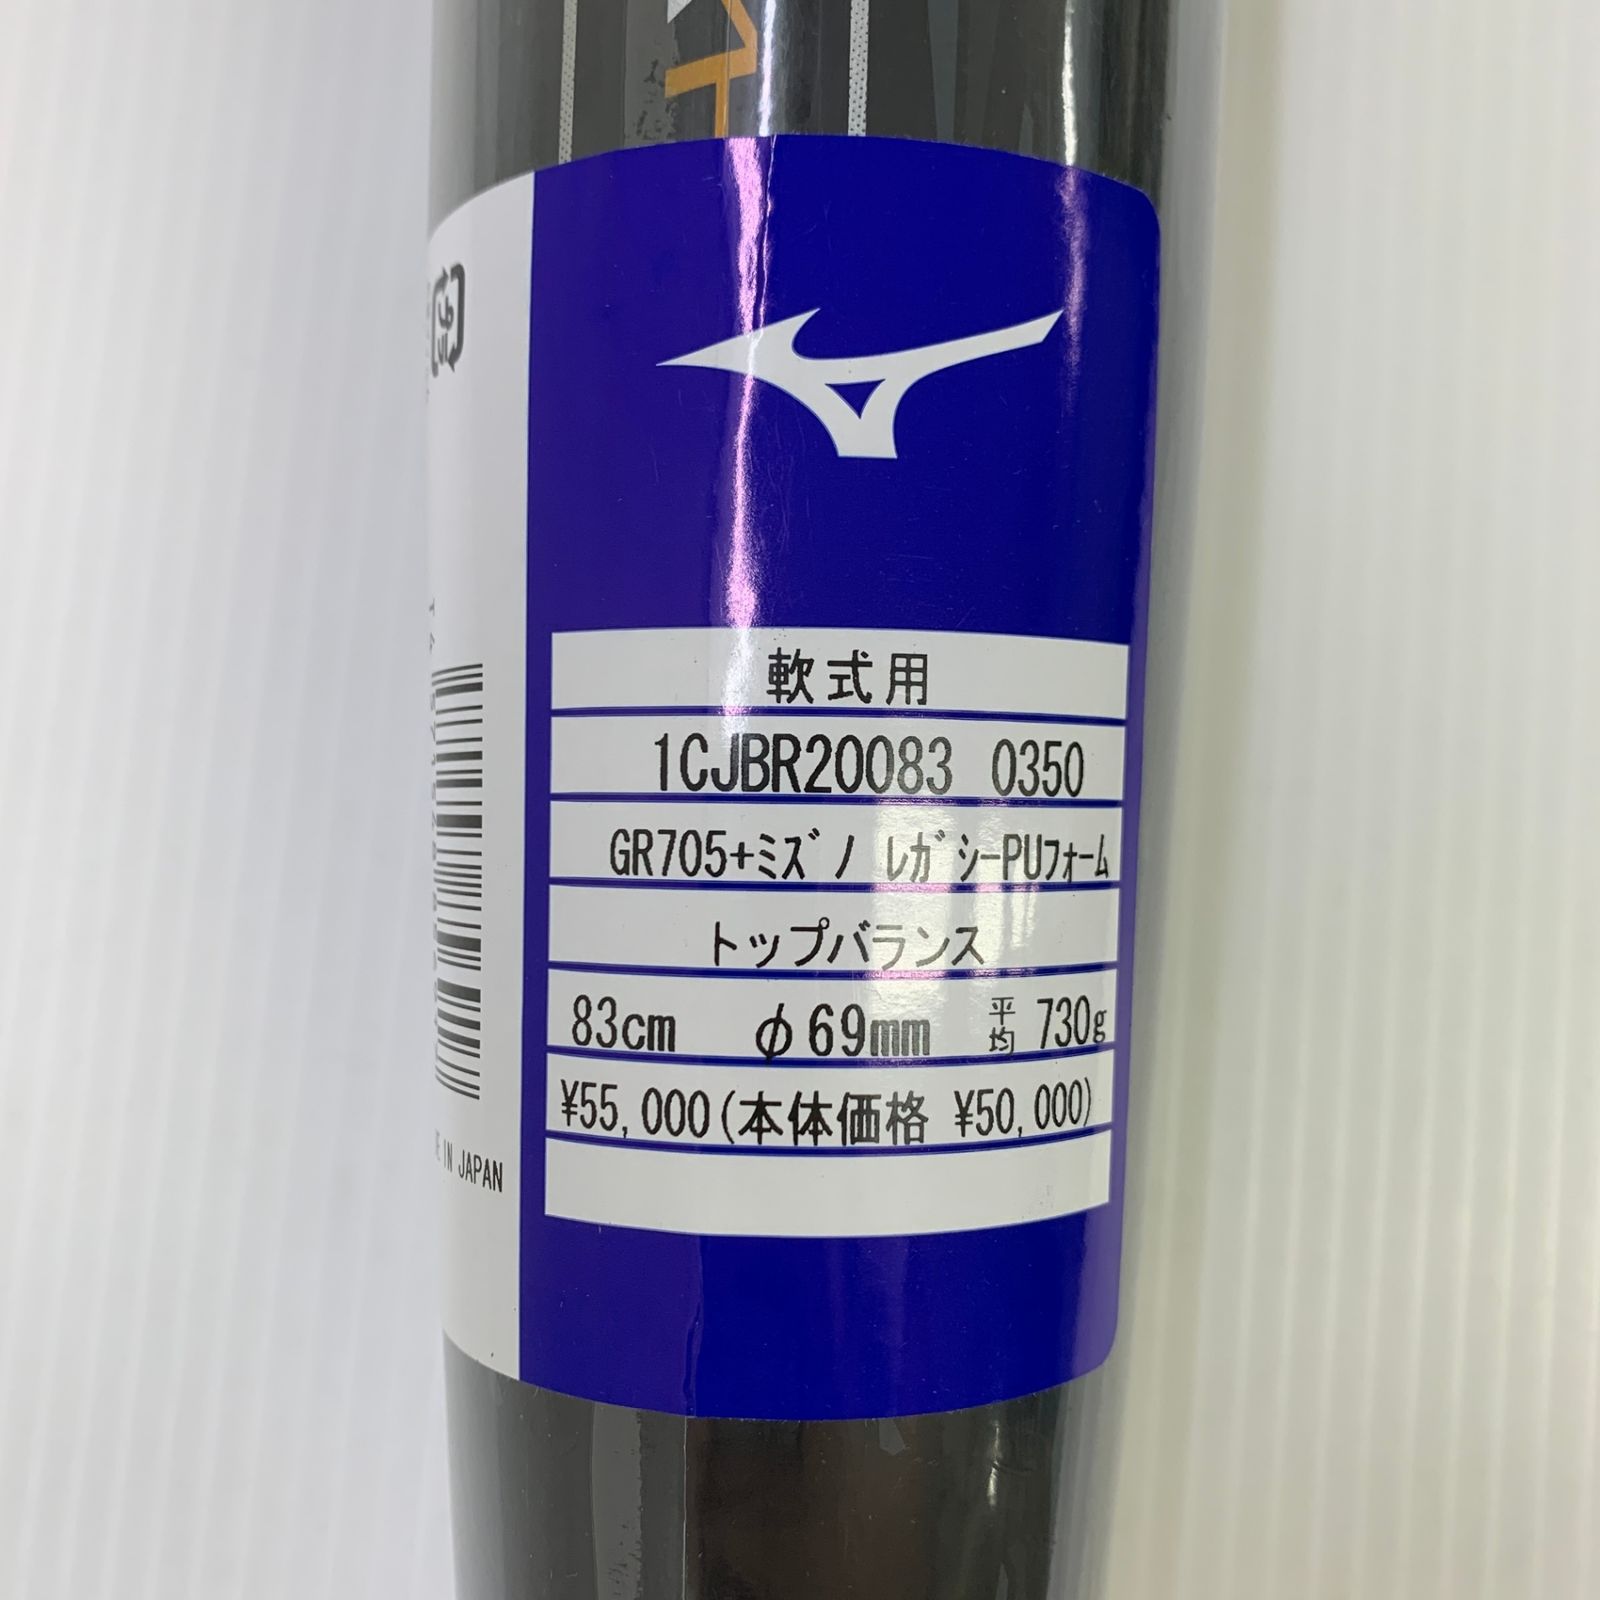 軟式用
1CJBR20083 0350
GR705+ミズノ レガシーPUフォーム
トップバランス
83cm φ69mm 平均 730g
¥55,000(本体価格 ¥50,000)
IN JAPAN